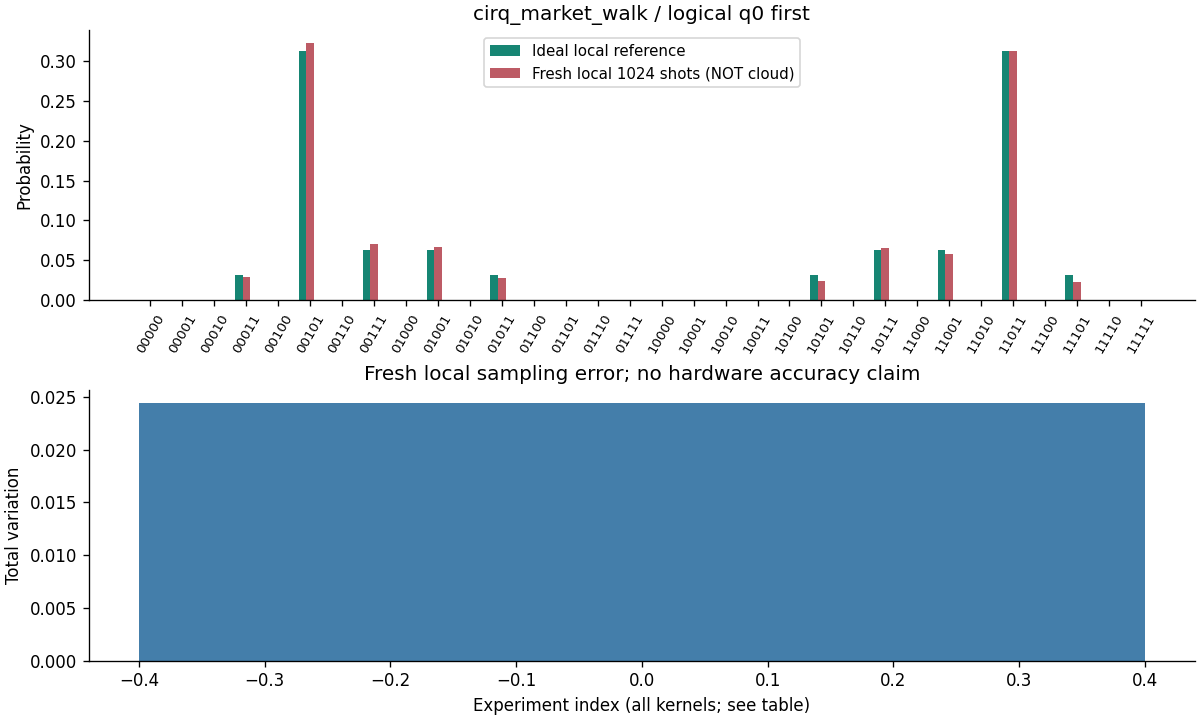 cirq_market_walk / logical q0 first
Ideal local reference
Fresh local 1024 shots (NOT cloud)
Probability
0.30
0.25
0.20
0.15
0.10
0.05
0.00
00000 00001 00010 00011 00100 00101 00110 00111 01000 01001 01010 01011 01100 01101 01110 01111 10000 10001 10010 10011 10100 10101 10110 10111 11000 11001 11010 11011 11100 11101 11110 11111
Fresh local sampling error; no hardware accuracy claim
Total variation
0.025
0.020
0.015
0.010
0.005
0.000
−0.4 −0.3 −0.2 −0.1 0.0 0.1 0.2 0.3 0.4
Experiment index (all kernels; see table)